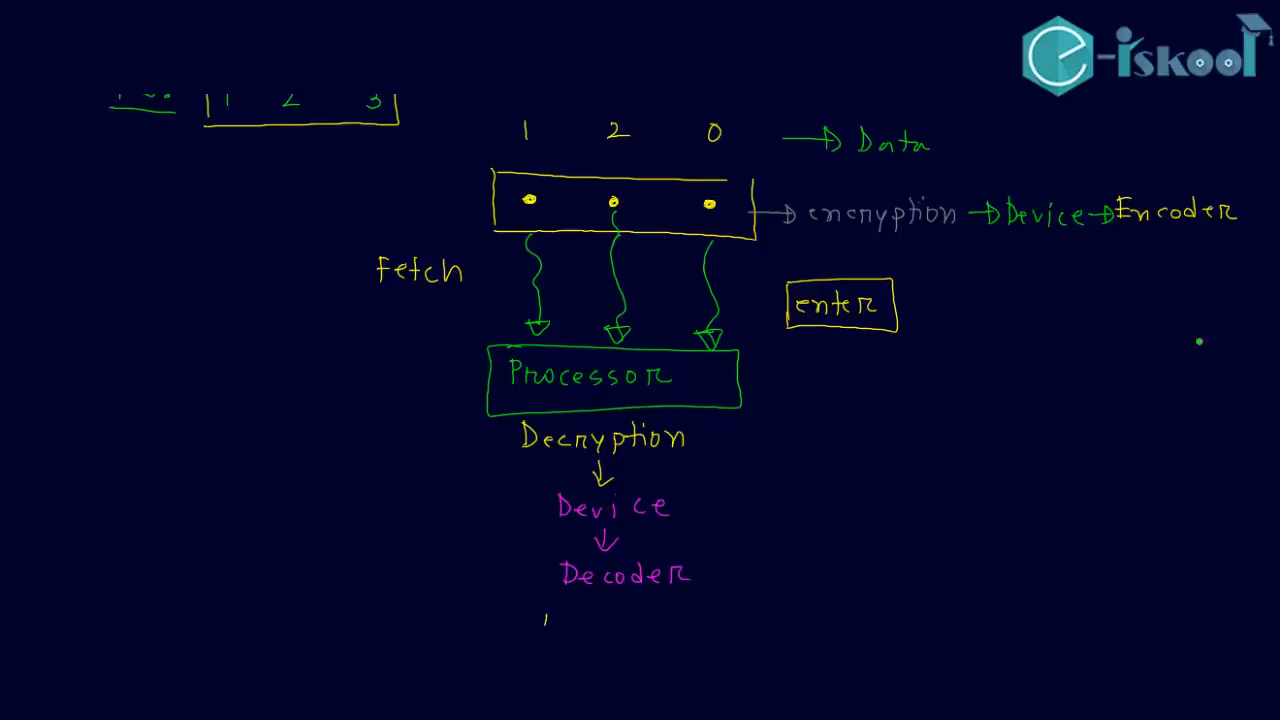 e-iskool
1 2 3
1 2 0 Data
encryption Device Encoder
Fetch
enter
Processor
Decryption
Device
Decoder